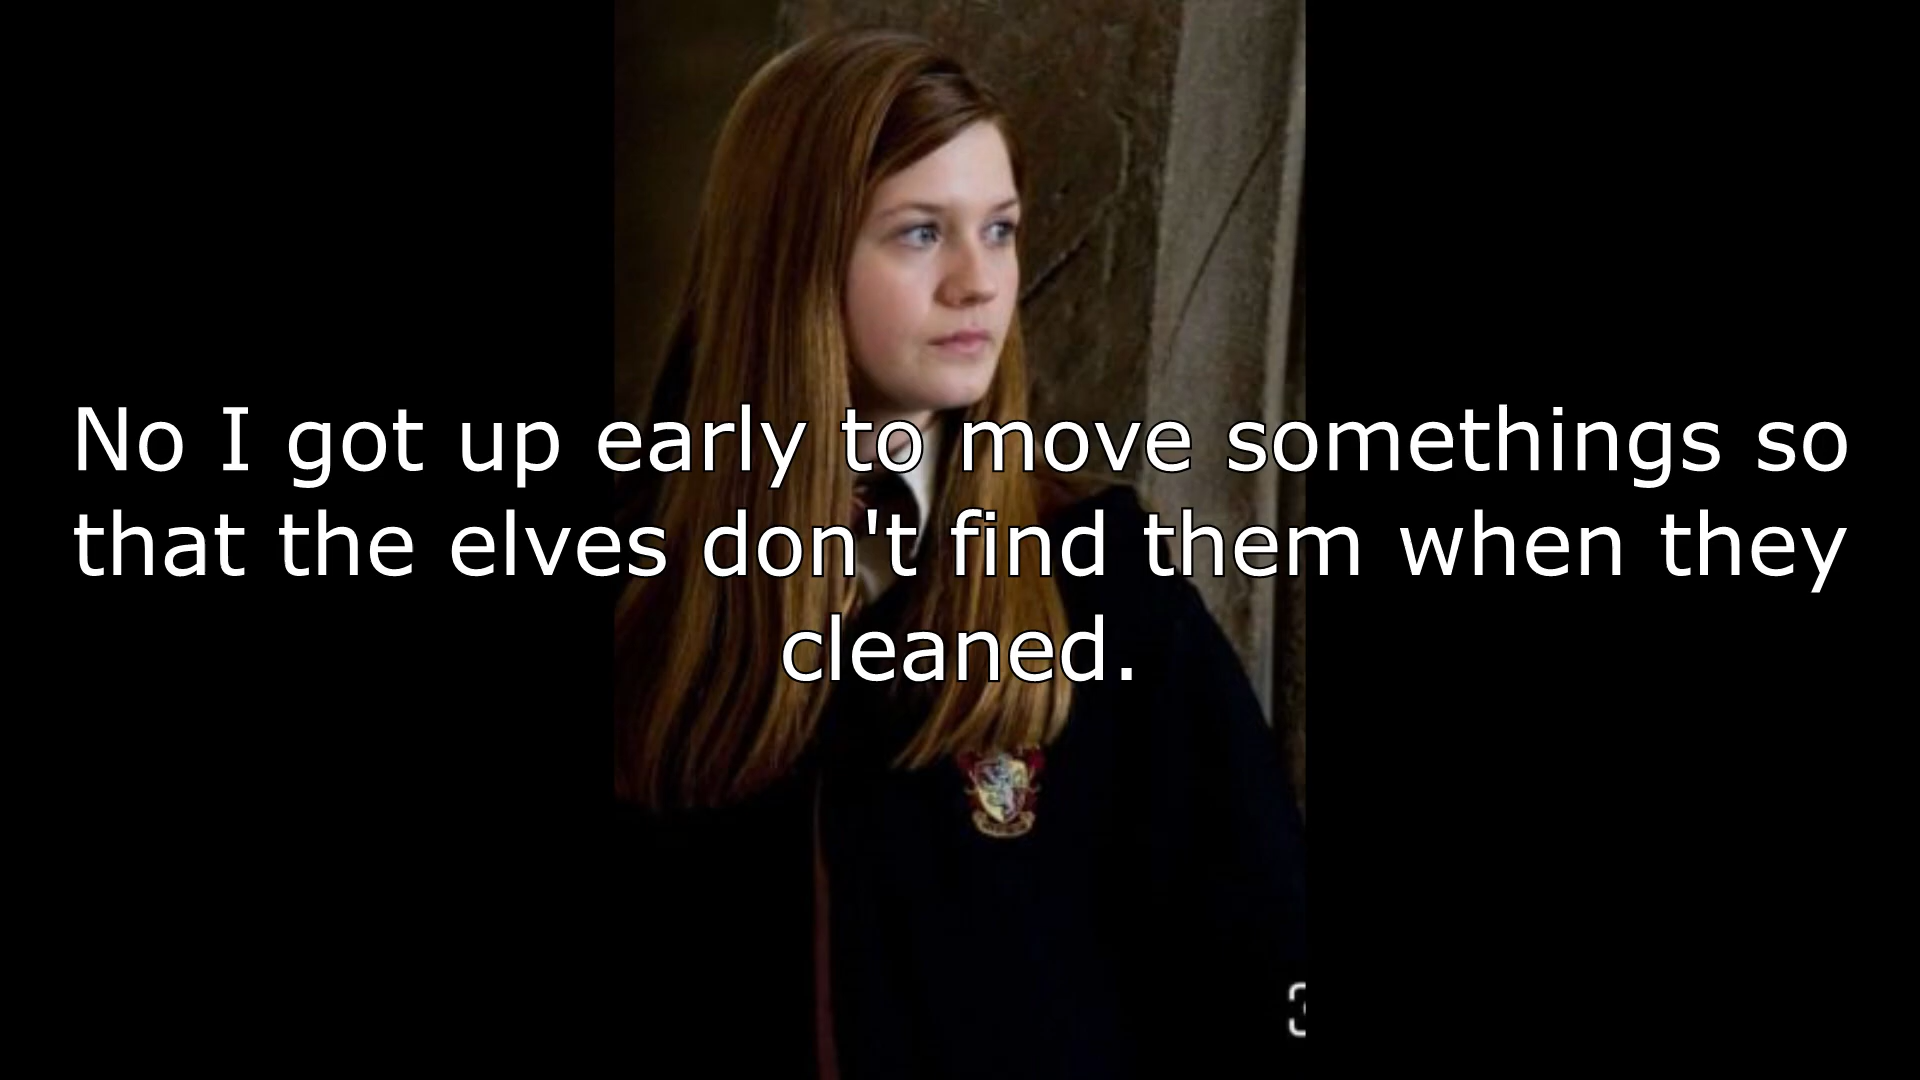 No I got up early to move somethings so
that the elves don't find them when they
cleaned.